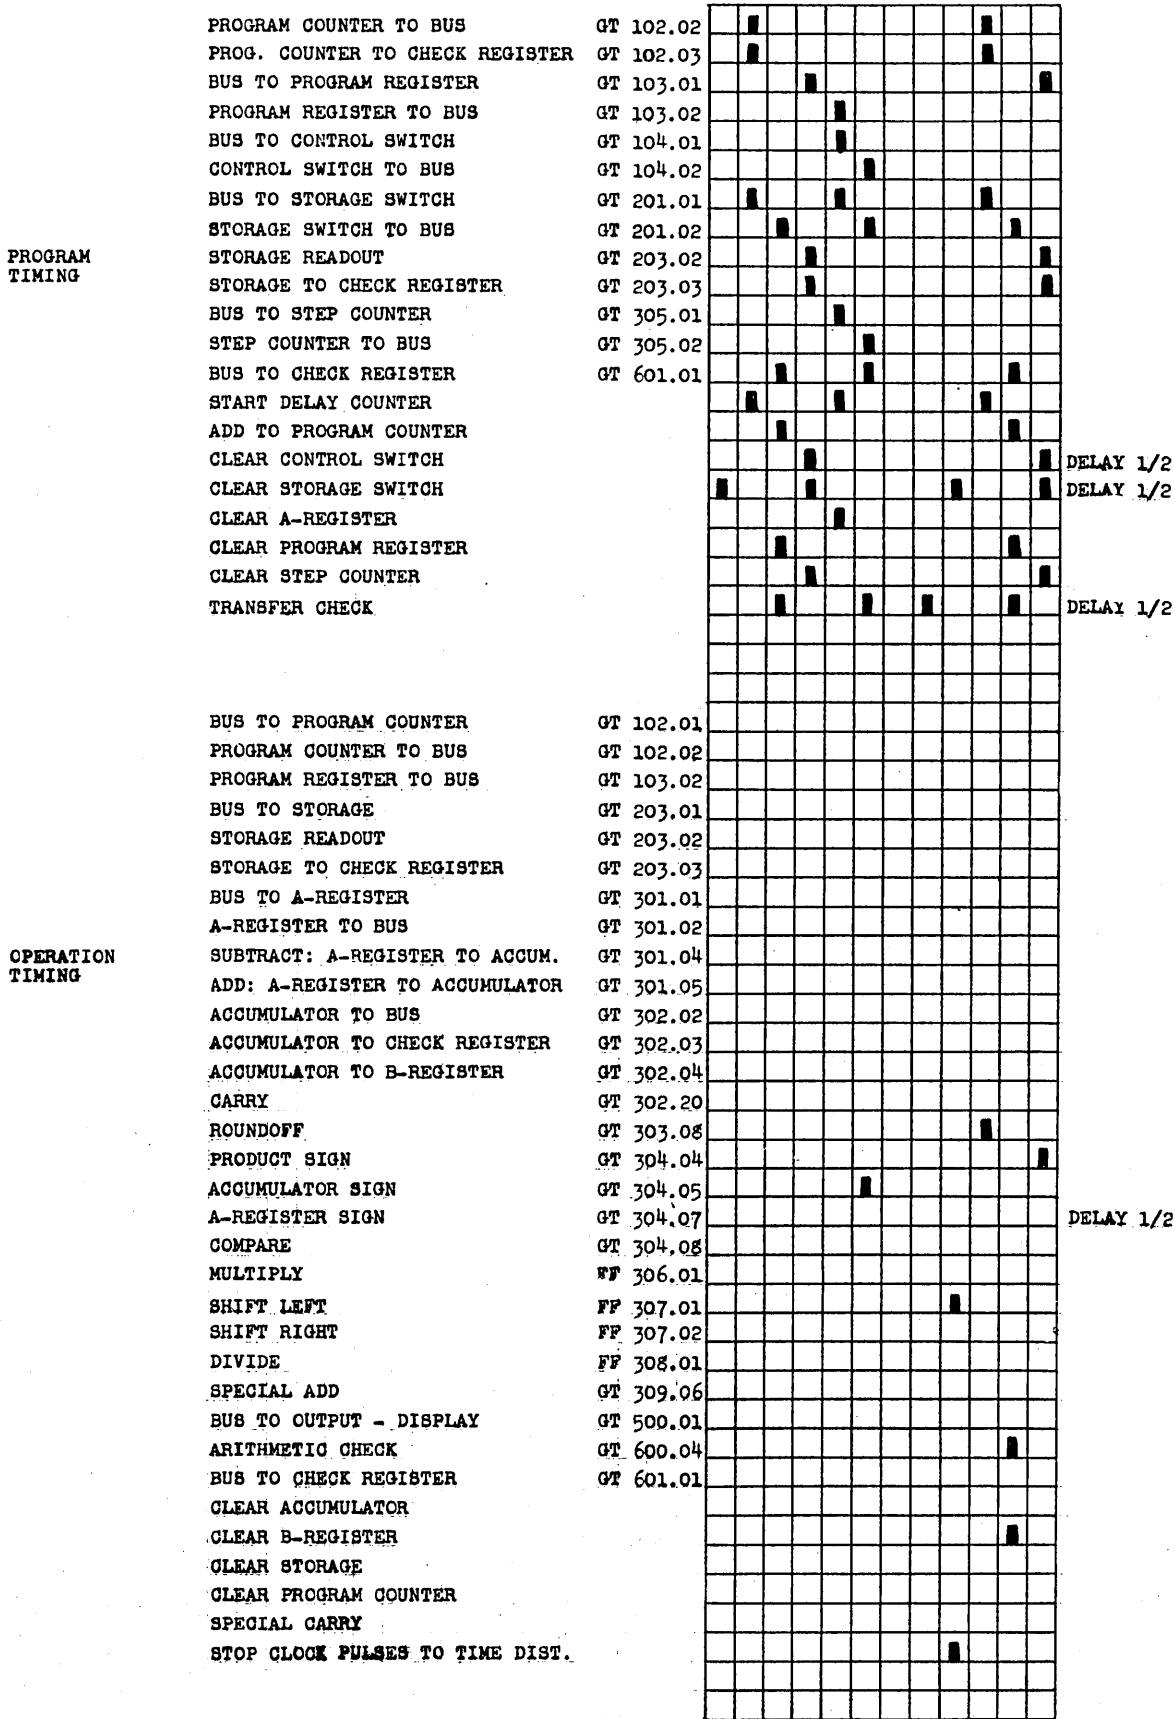 PROGRAM COUNTER TO BUS GT 102.02
PROG. COUNTER TO CHECK REGISTER GT 102.03
BUS TO PROGRAM REGISTER GT 103.01
PROGRAM REGISTER TO BUS GT 103.02
BUS TO CONTROL SWITCH GT 104.01
CONTROL SWITCH TO BUS GT 104.02
BUS TO STORAGE SWITCH GT 201.01
STORAGE SWITCH TO BUS GT 201.02
PROGRAM TIMING
STORAGE READOUT GT 203.02
STORAGE TO CHECK REGISTER GT 203.03
BUS TO STEP COUNTER GT 305.01
STEP COUNTER TO BUS GT 305.02
BUS TO CHECK REGISTER GT 601.01
START DELAY COUNTER
ADD TO PROGRAM COUNTER
CLEAR CONTROL SWITCH DELAY 1/2
CLEAR STORAGE SWITCH DELAY 1/2
CLEAR A-REGISTER
CLEAR PROGRAM REGISTER
CLEAR STEP COUNTER
TRANSFER CHECK DELAY 1/2
BUS TO PROGRAM COUNTER GT 102.01
PROGRAM COUNTER TO BUS GT 102.02
PROGRAM REGISTER TO BUS GT 103.02
BUS TO STORAGE GT 203.01
STORAGE READOUT GT 203.02
STORAGE TO CHECK REGISTER GT 203.03
BUS TO A-REGISTER GT 301.01
A-REGISTER TO BUS GT 301.02
OPERATION TIMING
SUBTRACT: A-REGISTER TO ACCUM. GT 301.04
ADD: A-REGISTER TO ACCUMULATOR GT 301.05
ACCUMULATOR TO BUS GT 302.02
ACCUMULATOR TO CHECK REGISTER GT 302.03
ACCUMULATOR TO B-REGISTER GT 302.04
CARRY GT 302.20
ROUNDOFF GT 303.08
PRODUCT SIGN GT 304.04
ACCUMULATOR SIGN GT 304.05
A-REGISTER SIGN GT 304.07 DELAY 1/2
COMPARE GT 304.08
MULTIPLY FF 306.01
SHIFT LEFT FF 307.01
SHIFT RIGHT FF 307.02
DIVIDE FF 308.01
SPECIAL ADD GT 309.06
BUS TO OUTPUT - DISPLAY GT 500.01
ARITHMETIC CHECK GT 600.04
BUS TO CHECK REGISTER GT 601.01
CLEAR ACCUMULATOR
CLEAR B-REGISTER
CLEAR STORAGE
CLEAR PROGRAM COUNTER
SPECIAL CARRY
STOP CLOCK PULSES TO TIME DIST.